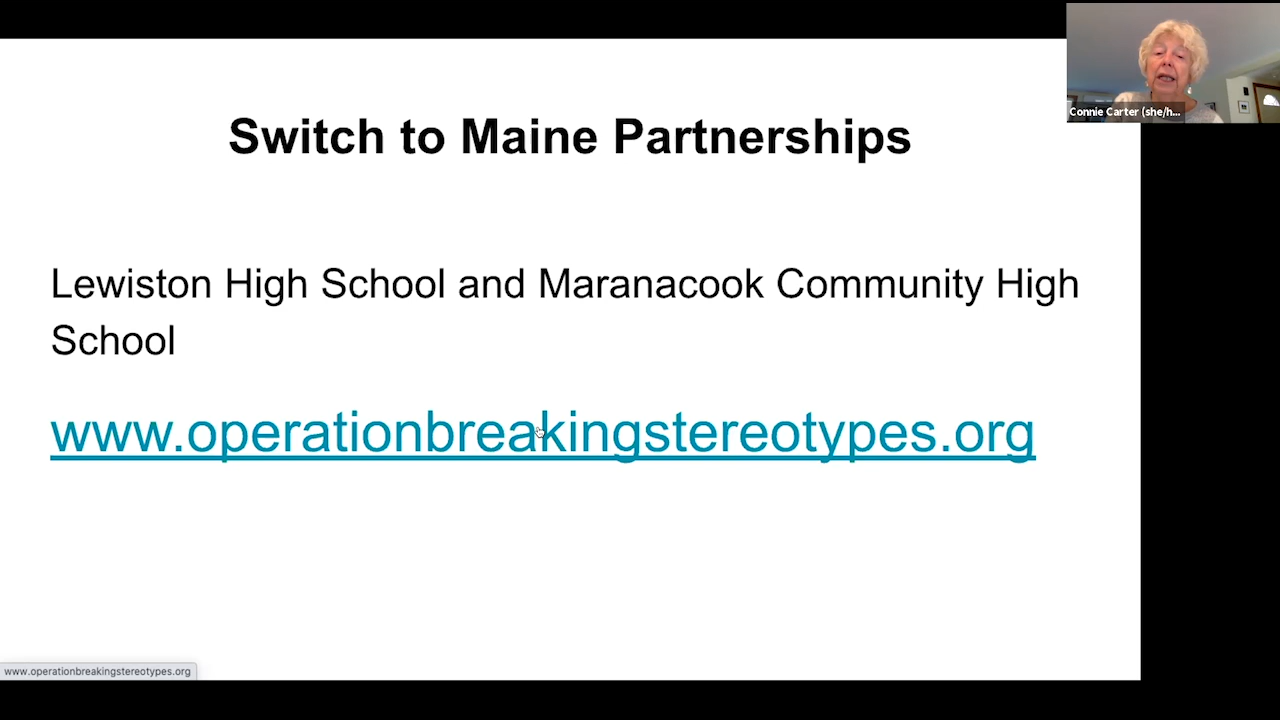 Connie Carter (she/h...
Switch to Maine Partnerships
Lewiston High School and Maranacook Community High
School
www.operationbreakingstereotypes.org
www.operationbreakingstereotypes.org